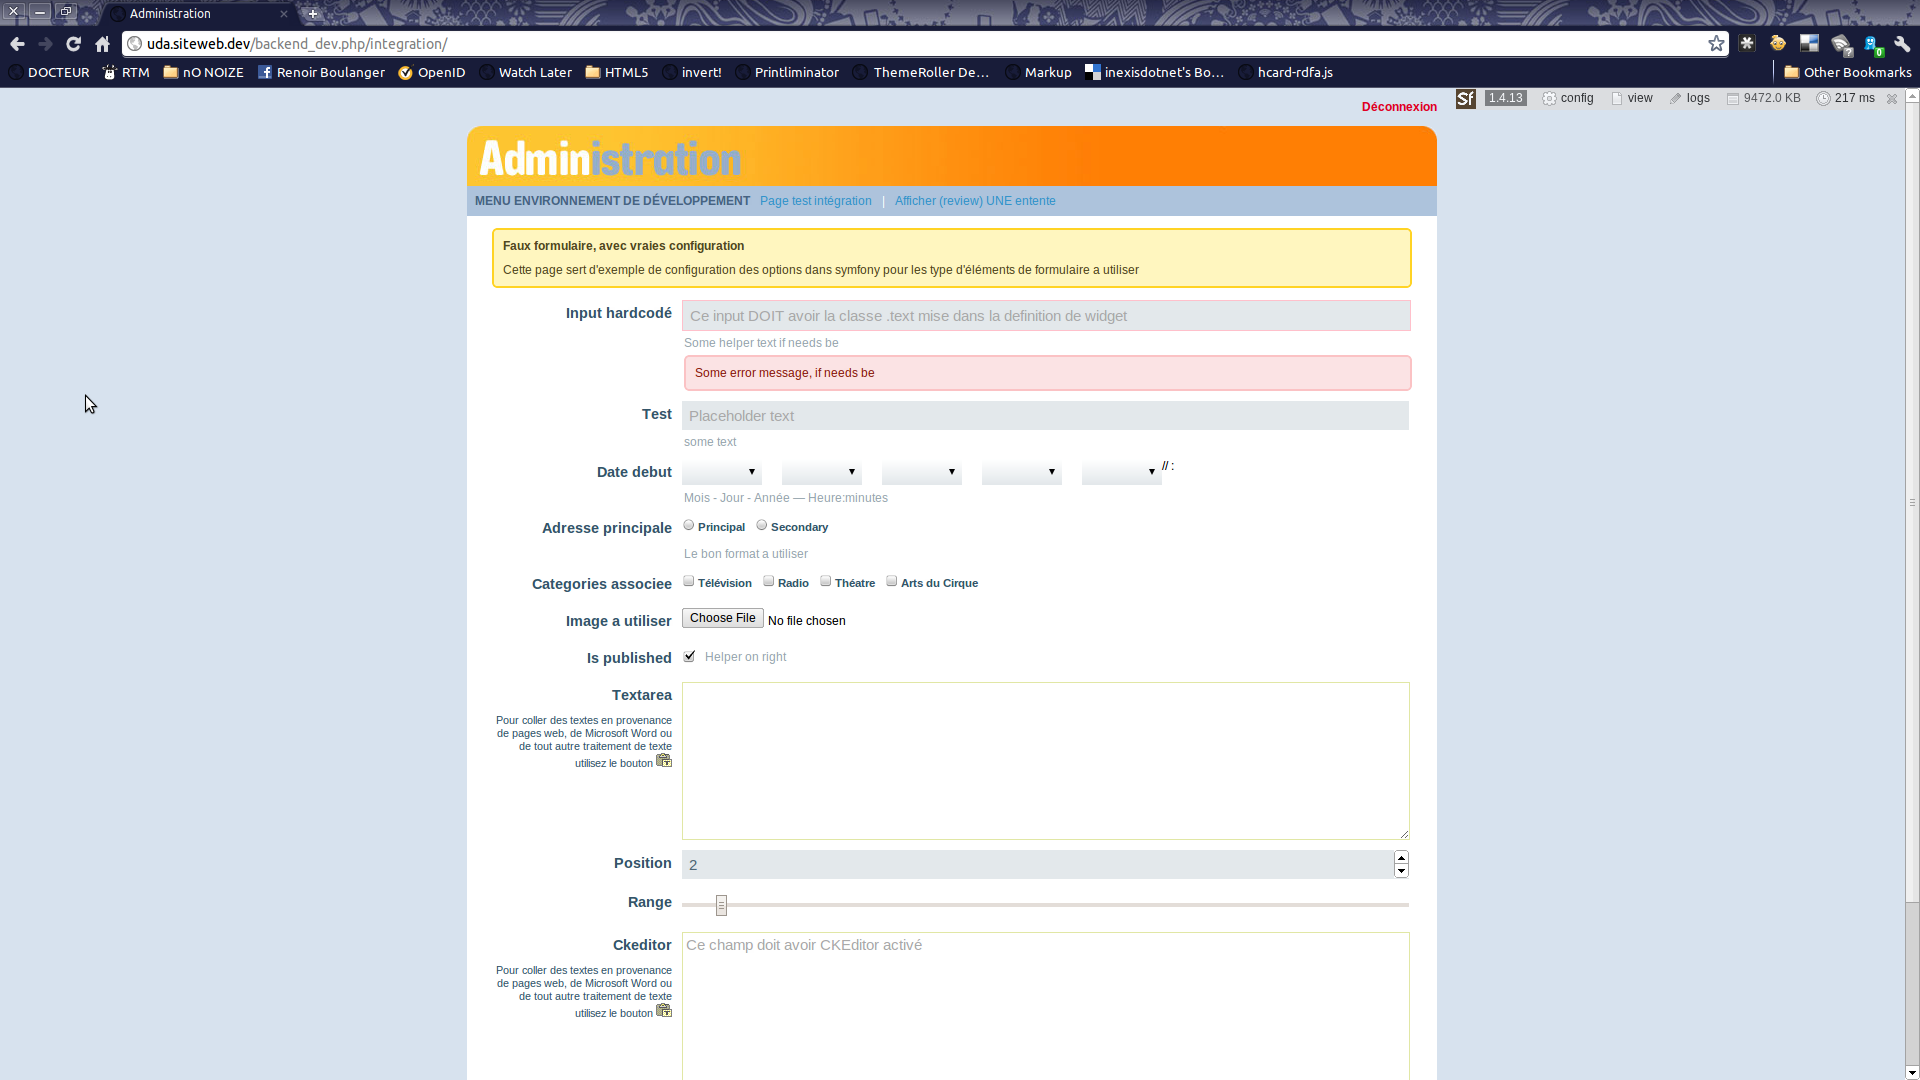 Administration
uda.siteweb.dev/backend_dev.php/integration/
DOCTEUR RTM nO NOIZE Renoir Boulanger OpenID Watch Later HTML5 invert! Printliminator ThemeRoller De... Markup inexisdotnet's Bo... hcard-rdfa.js Other Bookmarks
Déconnexion
Sf 1.4.13 config view logs 9472.0 KB 217 ms
Administration
MENU ENVIRONNEMENT DE DÉVELOPPEMENT Page test intégration | Afficher (review) UNE entente
Faux formulaire, avec vraies configuration
Cette page sert d'exemple de configuration des options dans symfony pour les type d'éléments de formulaire a utiliser
Input hardcodé Ce input DOIT avoir la classe .text mise dans la definition de widget
Some helper text if needs be
Some error message, if needs be
Test Placeholder text
some text
Date debut // :
Mois - Jour - Année — Heure:minutes
Adresse principale Principal Secondary
Le bon format a utiliser
Categories associee Télévision Radio Théatre Arts du Cirque
Image a utiliser Choose File No file chosen
Is published Helper on right
Textarea
Pour coller des textes en provenance
de pages web, de Microsoft Word ou
de tout autre traitement de texte
utilisez le bouton
Position 2
Range
Ckeditor Ce champ doit avoir CKEditor activé
Pour coller des textes en provenance
de pages web, de Microsoft Word ou
de tout autre traitement de texte
utilisez le bouton